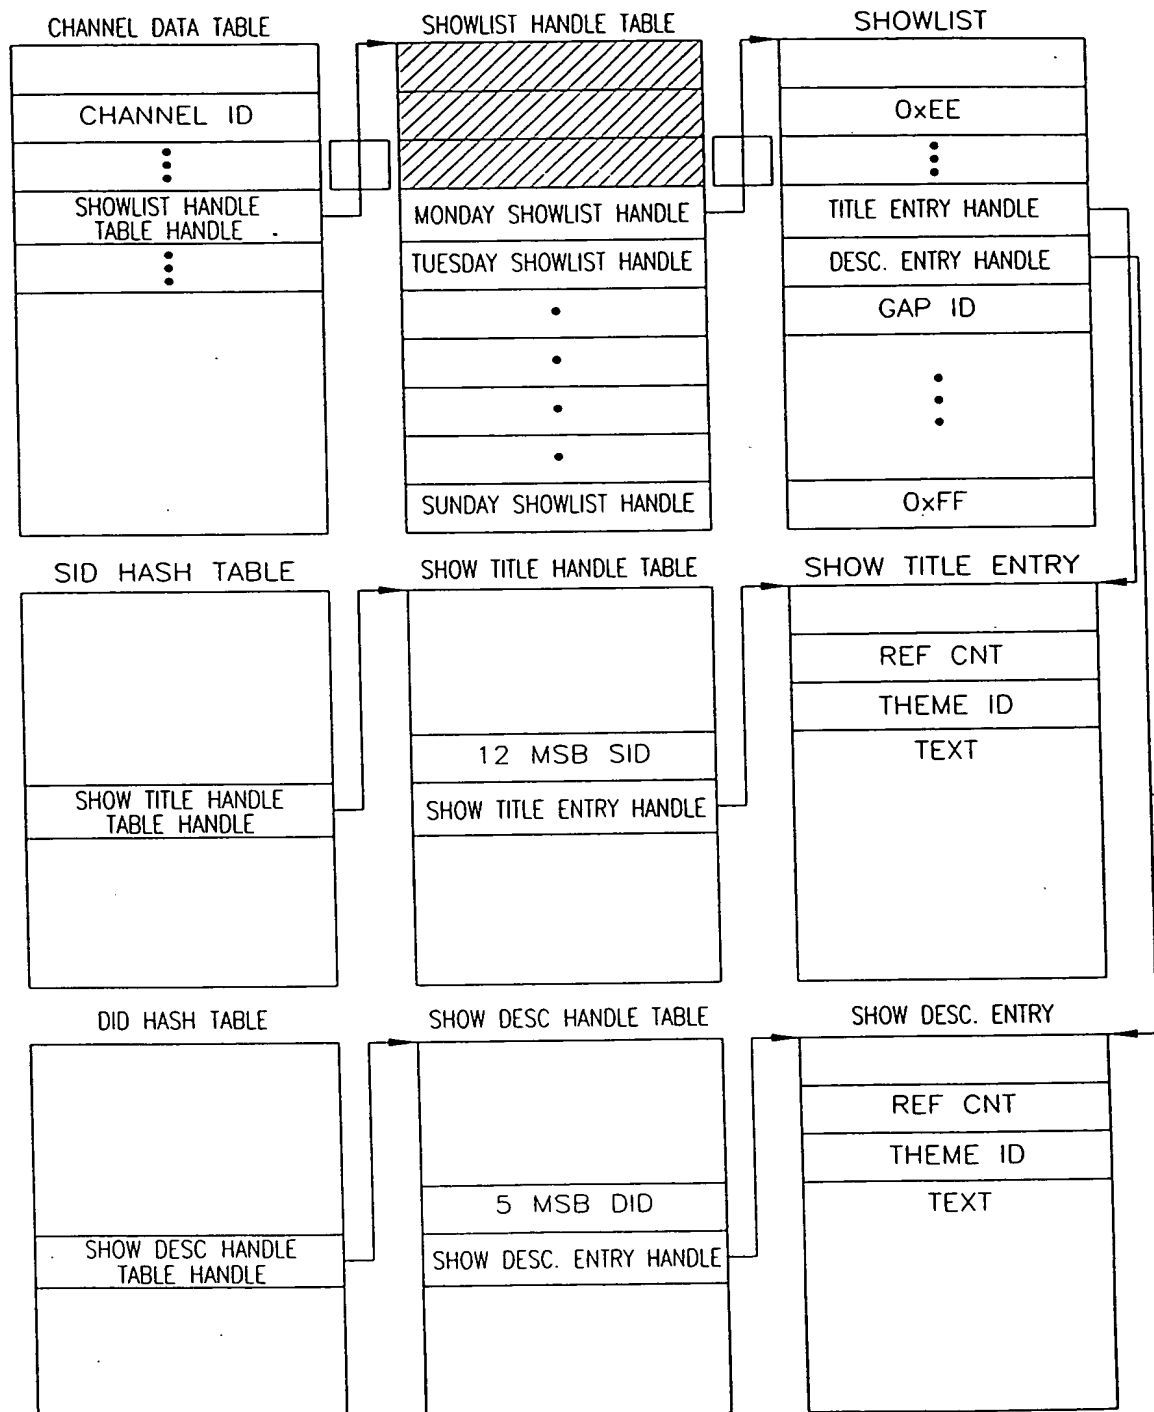 CHANNEL DATA TABLE
CHANNEL ID
SHOWLIST HANDLE
TABLE HANDLE
SHOWLIST HANDLE TABLE
MONDAY SHOWLIST HANDLE
TUESDAY SHOWLIST HANDLE
SUNDAY SHOWLIST HANDLE
SHOWLIST
0xEE
TITLE ENTRY HANDLE
DESC. ENTRY HANDLE
GAP ID
0xFF
SID HASH TABLE
SHOW TITLE HANDLE
TABLE HANDLE
SHOW TITLE HANDLE TABLE
12 MSB SID
SHOW TITLE ENTRY HANDLE
SHOW TITLE ENTRY
REF CNT
THEME ID
TEXT
DID HASH TABLE
SHOW DESC HANDLE
TABLE HANDLE
SHOW DESC HANDLE TABLE
5 MSB DID
SHOW DESC. ENTRY HANDLE
SHOW DESC. ENTRY
REF CNT
THEME ID
TEXT